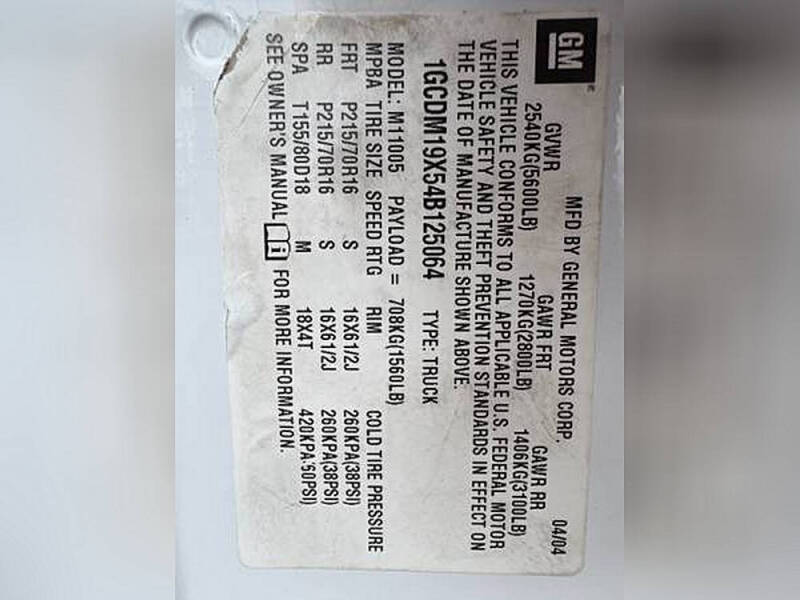 GM
MFD BY GENERAL MOTORS CORP. 04/04
GVWR GAWR FRT GAWR RR
2540KG(5600LB) 1270KG(2800LB) 1406KG(3100LB)
THIS VEHICLE CONFORMS TO ALL APPLICABLE U.S. FEDERAL MOTOR
VEHICLE SAFETY AND THEFT PREVENTION STANDARDS IN EFFECT ON
THE DATE OF MANUFACTURE SHOWN ABOVE.
1GCDM19X54B125064 TYPE: TRUCK
MODEL: M11005 PAYLOAD = 708KG(1560LB)
MPBA TIRE SIZE SPEED RTG RIM COLD TIRE PRESSURE
FRT P215/70R16 S 16X61/2J 260KPA(38PSI)
RR P215/70R16 S 16X61/2J 260KPA(38PSI)
SPA T155/80D18 M 18X4T 420KPA(60PSI)
SEE OWNER'S MANUAL FOR MORE INFORMATION.